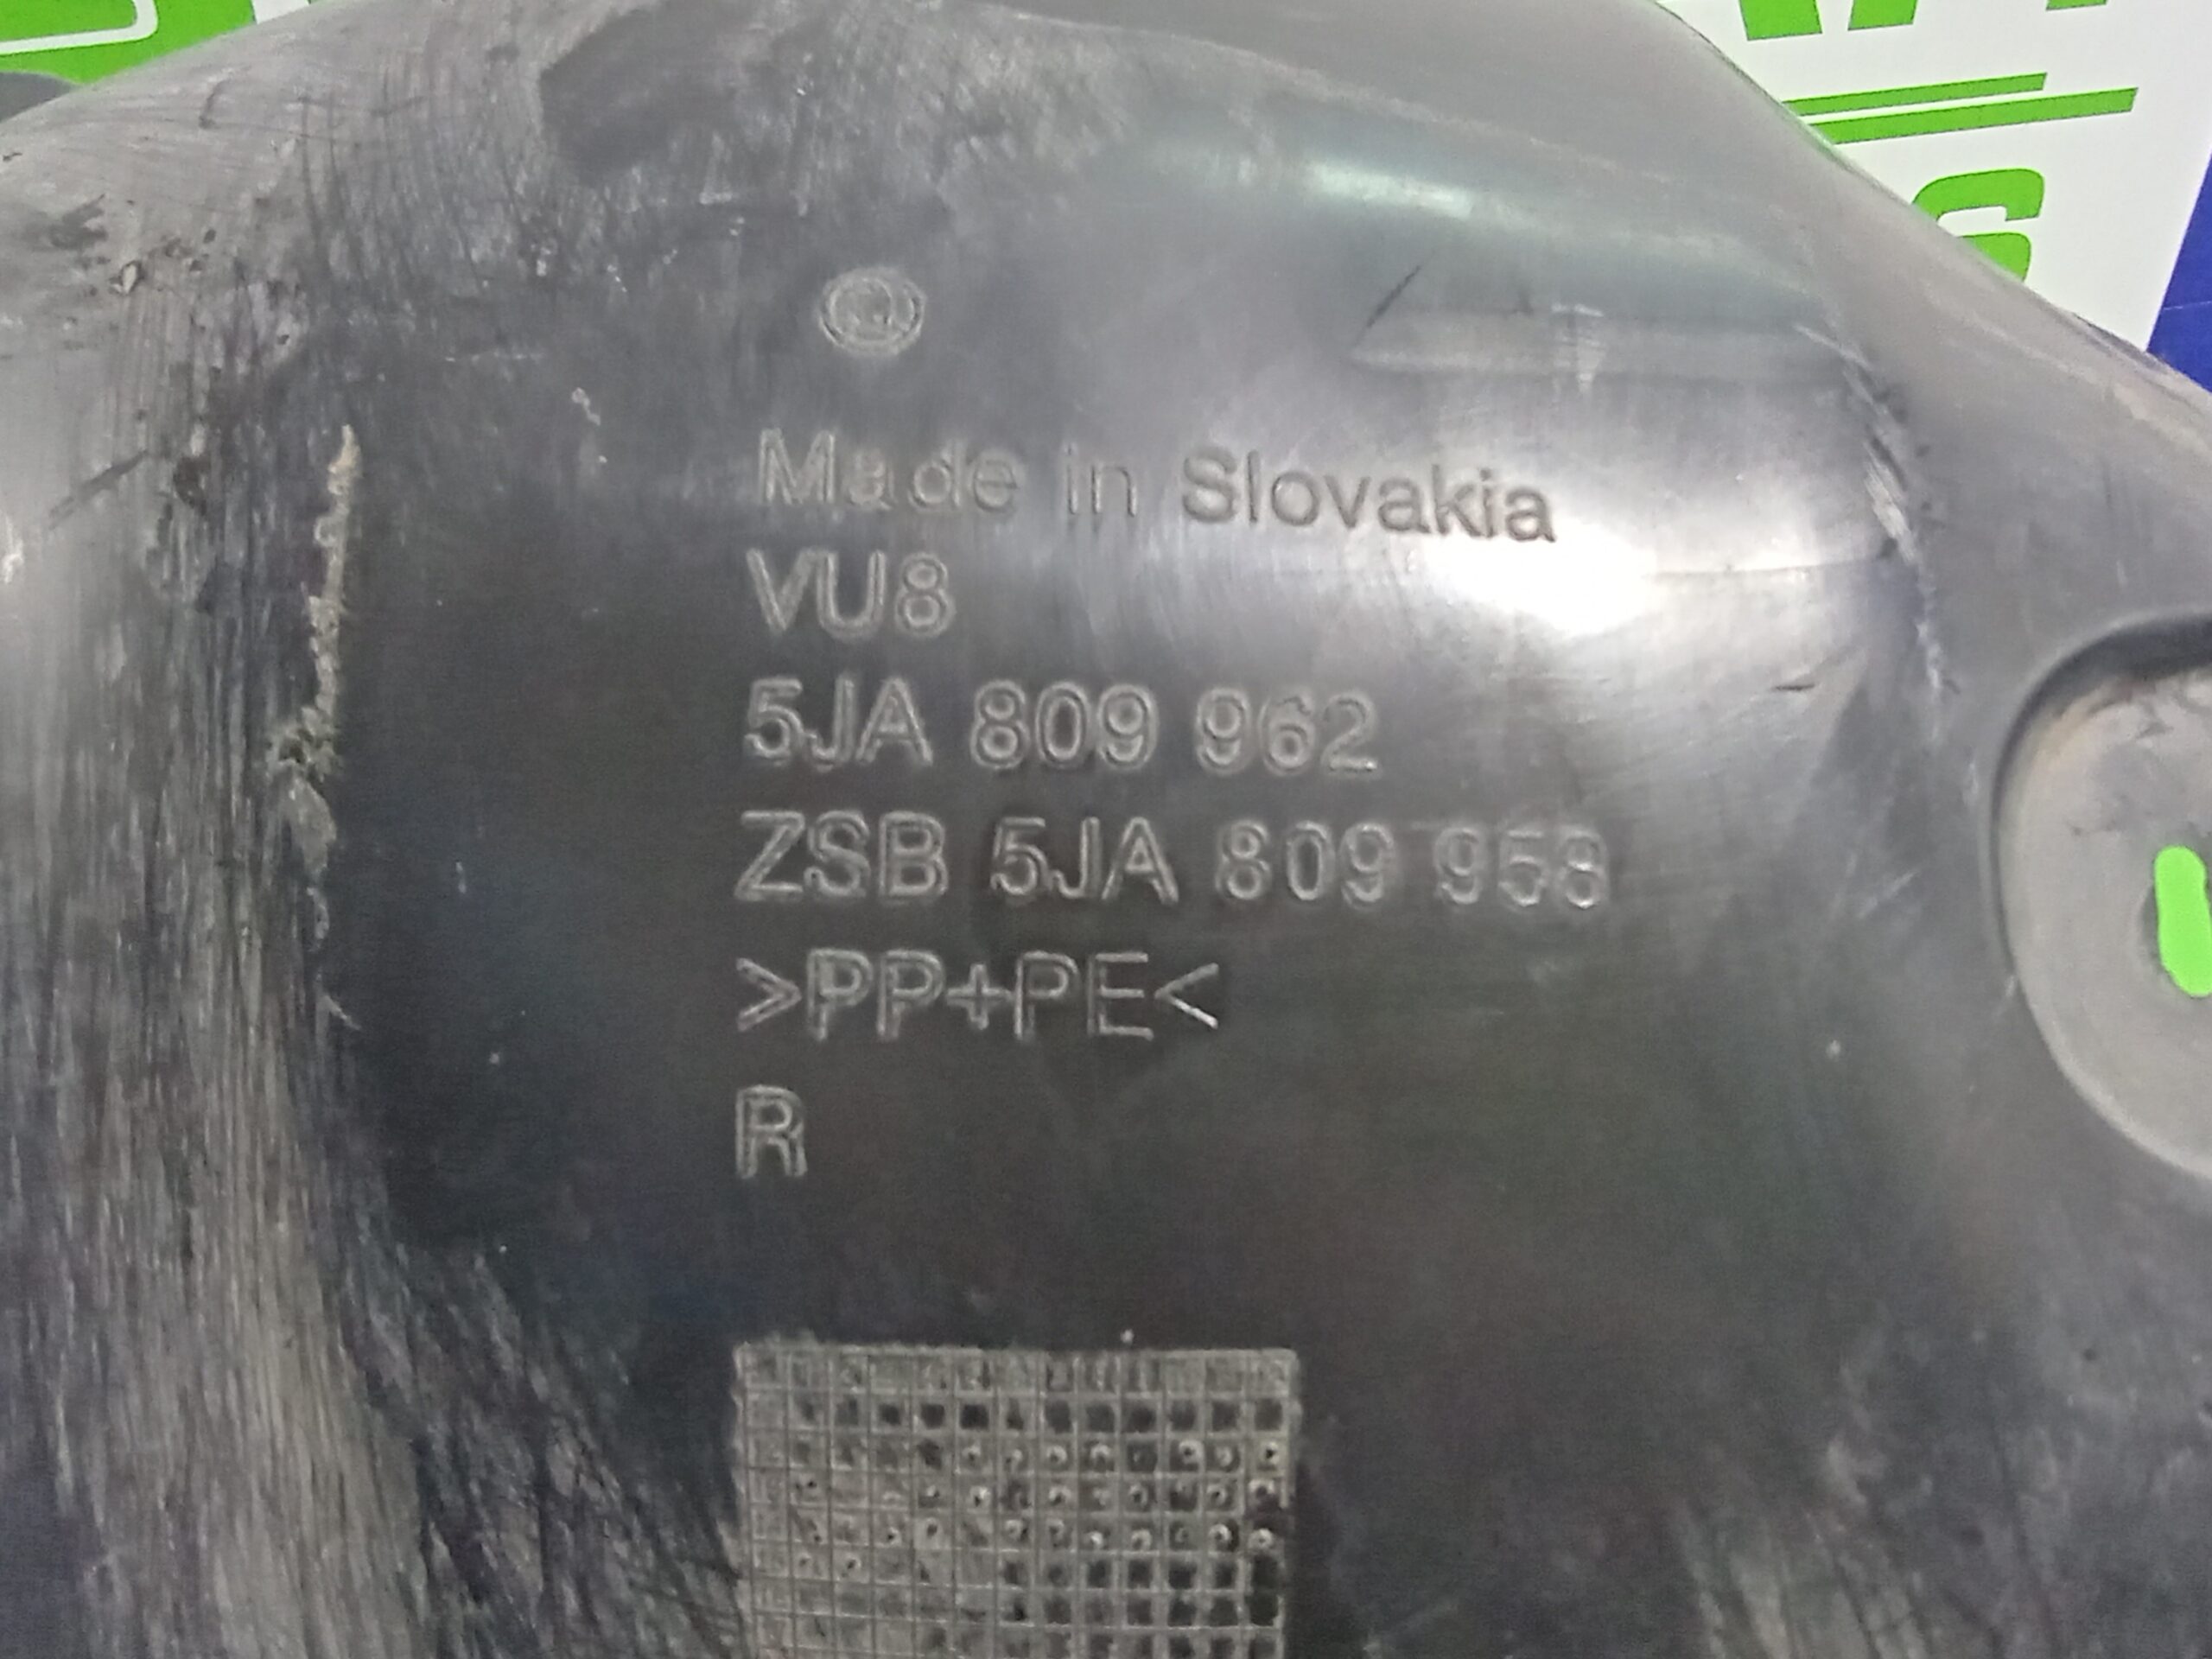 Made in Slovakia
VU8
5JA 809 962
ZSB 5JA 809 958
>PP+PE<
R